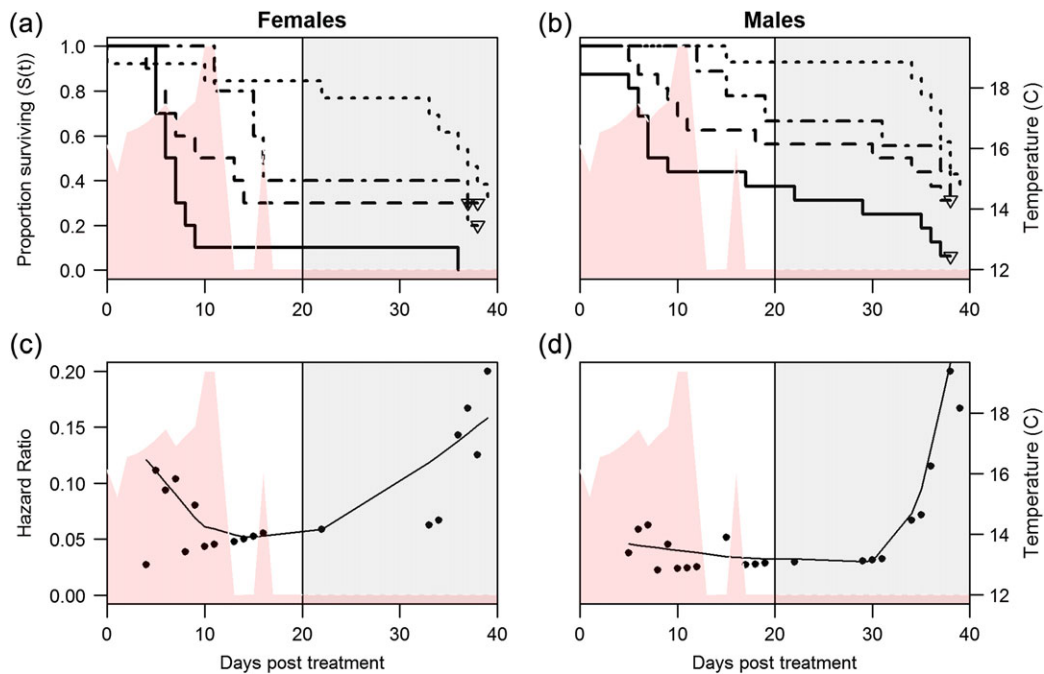 (a) Females
(b) Males
Proportion surviving (S(t))
1.0
0.8
0.6
0.4
0.2
0.0
0 10 20 30 40
0 10 20 30 40
18
16
14
12
Temperature (C)
(c)
(d)
Hazard Ratio
0.20
0.15
0.10
0.05
0.00
0 10 20 30 40
Days post treatment
0 10 20 30 40
Days post treatment
18
16
14
12
Temperature (C)